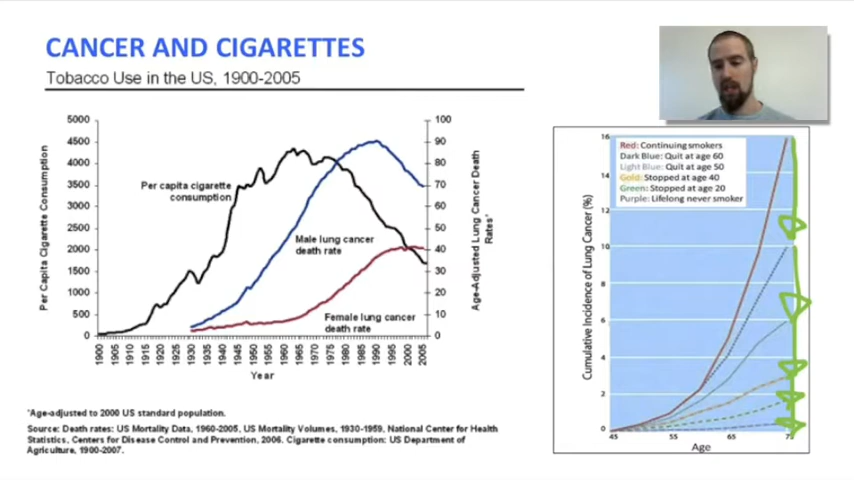 CANCER AND CIGARETTES
Tobacco Use in the US, 1900-2005
Per Capita Cigarette Consumption
5000
4500
4000
3500
3000
2500
2000
1500
1000
500
0
Per capita cigarette
consumption
Male lung cancer
death rate
Female lung cancer
death rate
100
90
80
70
60
50
40
30
20
10
0
Age-Adjusted Lung Cancer Death
Rates*
1900 1905 1910 1915 1920 1925 1930 1935 1940 1945 1950 1955 1960 1965 1970 1975 1980 1985 1990 1995 2000 2005
Year
*Age-adjusted to 2000 US standard population.
Source: Death rates: US Mortality Data, 1960-2005, US Mortality Volumes, 1930-1959, National Center for Health
Statistics, Centers for Disease Control and Prevention, 2006. Cigarette consumption: US Department of
Agriculture, 1900-2007.
Cumulative Incidence of Lung Cancer (%)
16
14
12
10
8
6
4
2
0
Red: Continuing smokers
Dark Blue: Quit at age 60
Light Blue: Quit at age 50
Gold: Stopped at age 40
Green: Stopped at age 20
Purple: Lifelong never smoker
45 55 65
Age